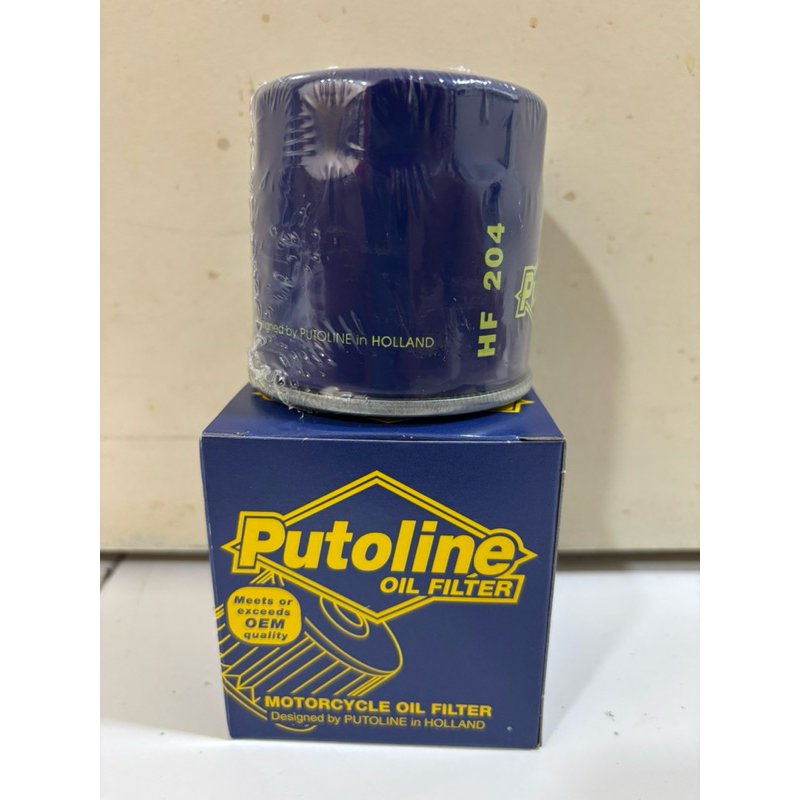 HF 204
by PUTOLINE in HOLLAND
Putoline
OIL FILTER
Meets or
exceeds
OEM
quality
MOTORCYCLE OIL FILTER
Designed by PUTOLINE in HOLLAND